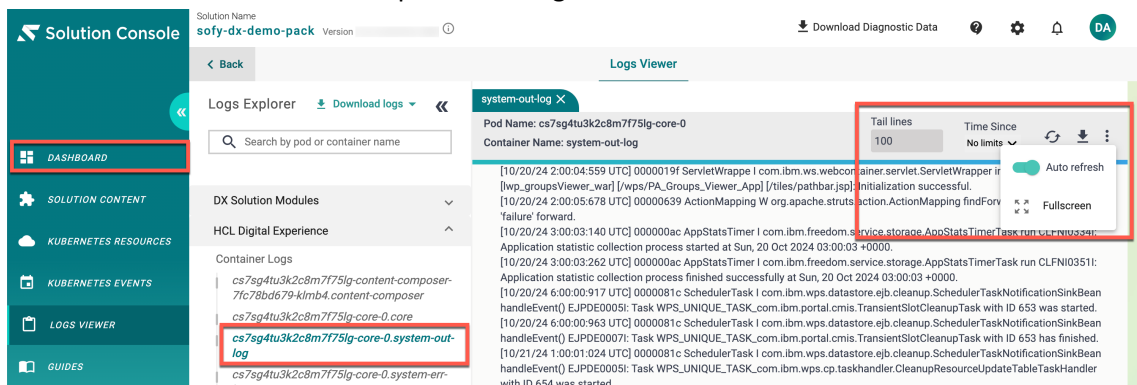 Solution Console
Solution Name
sofy-dx-demo-pack Version
Download Diagnostic Data
DA
Back
Logs Viewer
DASHBOARD
SOLUTION CONTENT
KUBERNETES RESOURCES
KUBERNETES EVENTS
LOGS VIEWER
GUIDES
Logs Explorer Download logs
Search by pod or container name
DX Solution Modules
HCL Digital Experience
Container Logs
cs7sg4tu3k2c8m7f75lg-content-composer-
7fc78bd679-klmb4.content-composer
cs7sg4tu3k2c8m7f75lg-core-0.core
cs7sg4tu3k2c8m7f75lg-core-0.system-out-
log
cs7sg4tu3k2c8m7f75lg-core-0.system-err-
system-out-log
Pod Name: cs7sg4tu3k2c8m7f75lg-core-0
Container Name: system-out-log
Tail lines
100
Time Since
No limits
Auto refresh
Fullscreen
[10/20/24 2:00:04:559 UTC] 0000019f ServletWrappe I com.ibm.ws.webcontainer.servlet.ServletWrapper
[lwp_groupsViewer_war] [/wps/PA_Groups_Viewer_App] [/tiles/pathbar.jsp]: Initialization successful.
[10/20/24 2:00:05:678 UTC] 00000639 ActionMapping W org.apache.struts.action.ActionMapping
'failure' forward.
[10/20/24 3:00:03:140 UTC] 000000ac AppStatsTimer I com.ibm.freedom.service.storage.AppStatsTimerTask run CLFNI0334I:
Application statistic collection process started at Sun, 20 Oct 2024 03:00:03 +0000.
[10/20/24 3:00:03:262 UTC] 000000ac AppStatsTimer I com.ibm.freedom.service.storage.AppStatsTimerTask run CLFNI0351I:
Application statistic collection process finished successfully at Sun, 20 Oct 2024 03:00:03 +0000.
[10/20/24 6:00:00:917 UTC] 0000081c SchedulerTask I com.ibm.wps.datastore.ejb.cleanup.SchedulerTaskNotificationSinkBean
handleEvent() EJPDE0005I: Task WPS_UNIQUE_TASK_com.ibm.portal.cmis.TransientSlotCleanupTask with ID 653 was started.
[10/20/24 6:00:00:963 UTC] 0000081c SchedulerTask I com.ibm.wps.datastore.ejb.cleanup.SchedulerTaskNotificationSinkBean
handleEvent() EJPDE0007I: Task WPS_UNIQUE_TASK_com.ibm.portal.cmis.TransientSlotCleanupTask with ID 653 has finished.
[10/21/24 1:00:01:024 UTC] 0000081c SchedulerTask I com.ibm.wps.datastore.ejb.cleanup.SchedulerTaskNotificationSinkBean
handleEvent() EJPDE0005I: Task WPS_UNIQUE_TASK_com.ibm.wps.cp.taskhandler.CleanupResourceUpdateTableTaskHandler
with ID 654 was started.